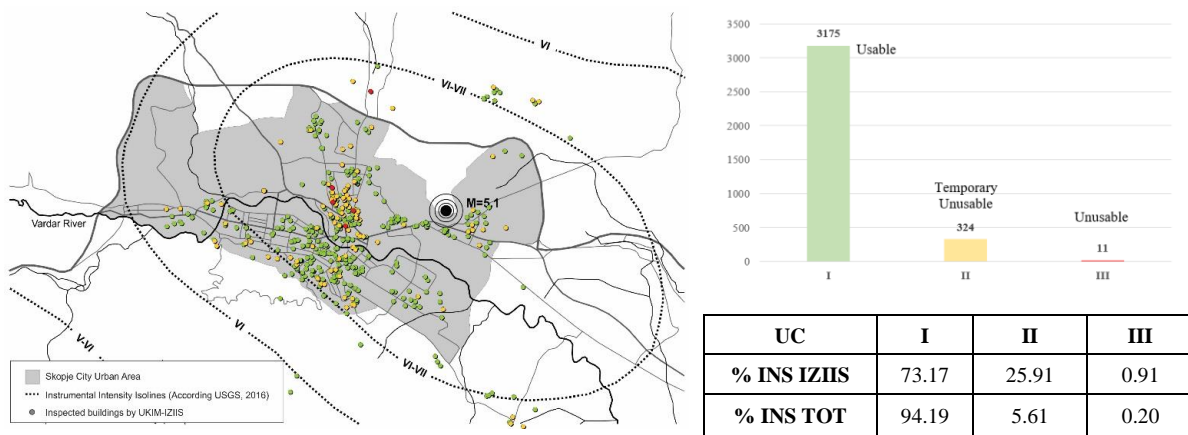 VI
VI-VII
M=5,1
Vardar River
VI
V-VI
VI-VII
Skopje City Urban Area
Instrumental Intensity Isolines (According USGS, 2016)
Inspected buildings by UKIM-IZIIS
3500
3000
2500
2000
1500
1000
500
0
3175
Usable
Temporary
Unusable
324
Unusable
11
I
II
III
UC I II III
% INS IZIIS 73.17 25.91 0.91
% INS TOT 94.19 5.61 0.20